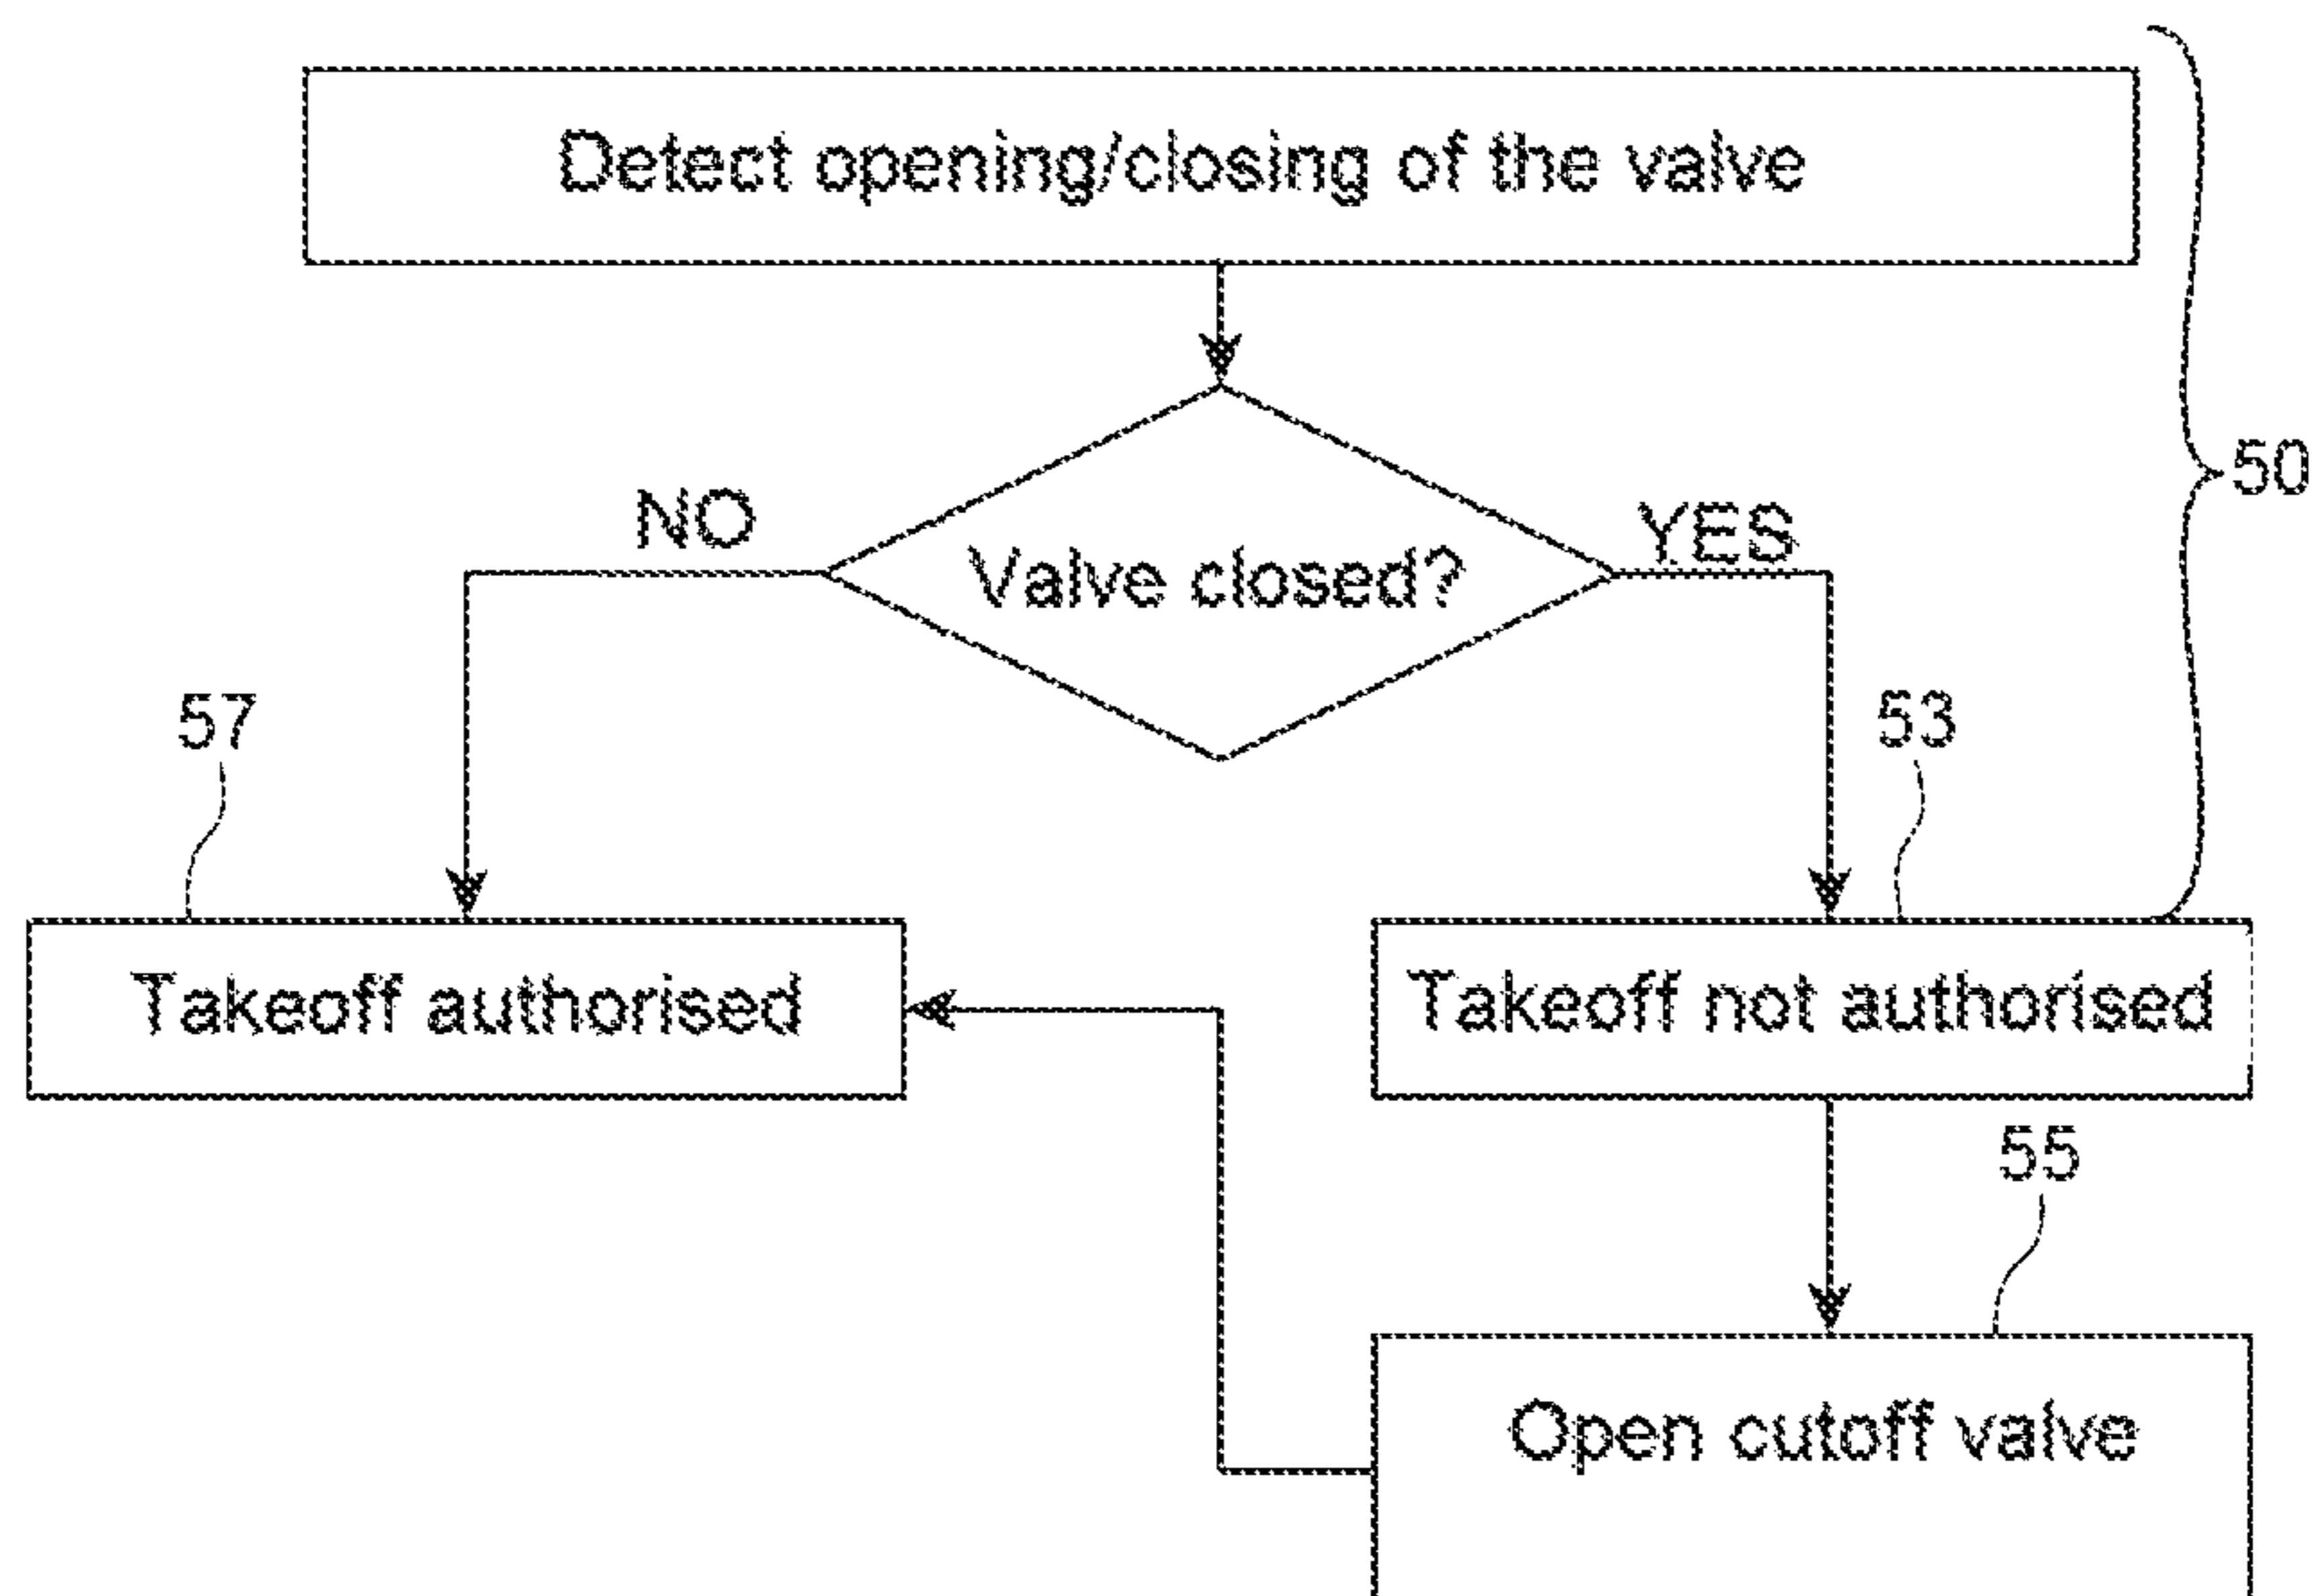 Detect opening/closing of the valve
50
NO
YES
Valve closed?
57
53
Takeoff authorised
Takeoff not authorised
55
Open cutoff valve